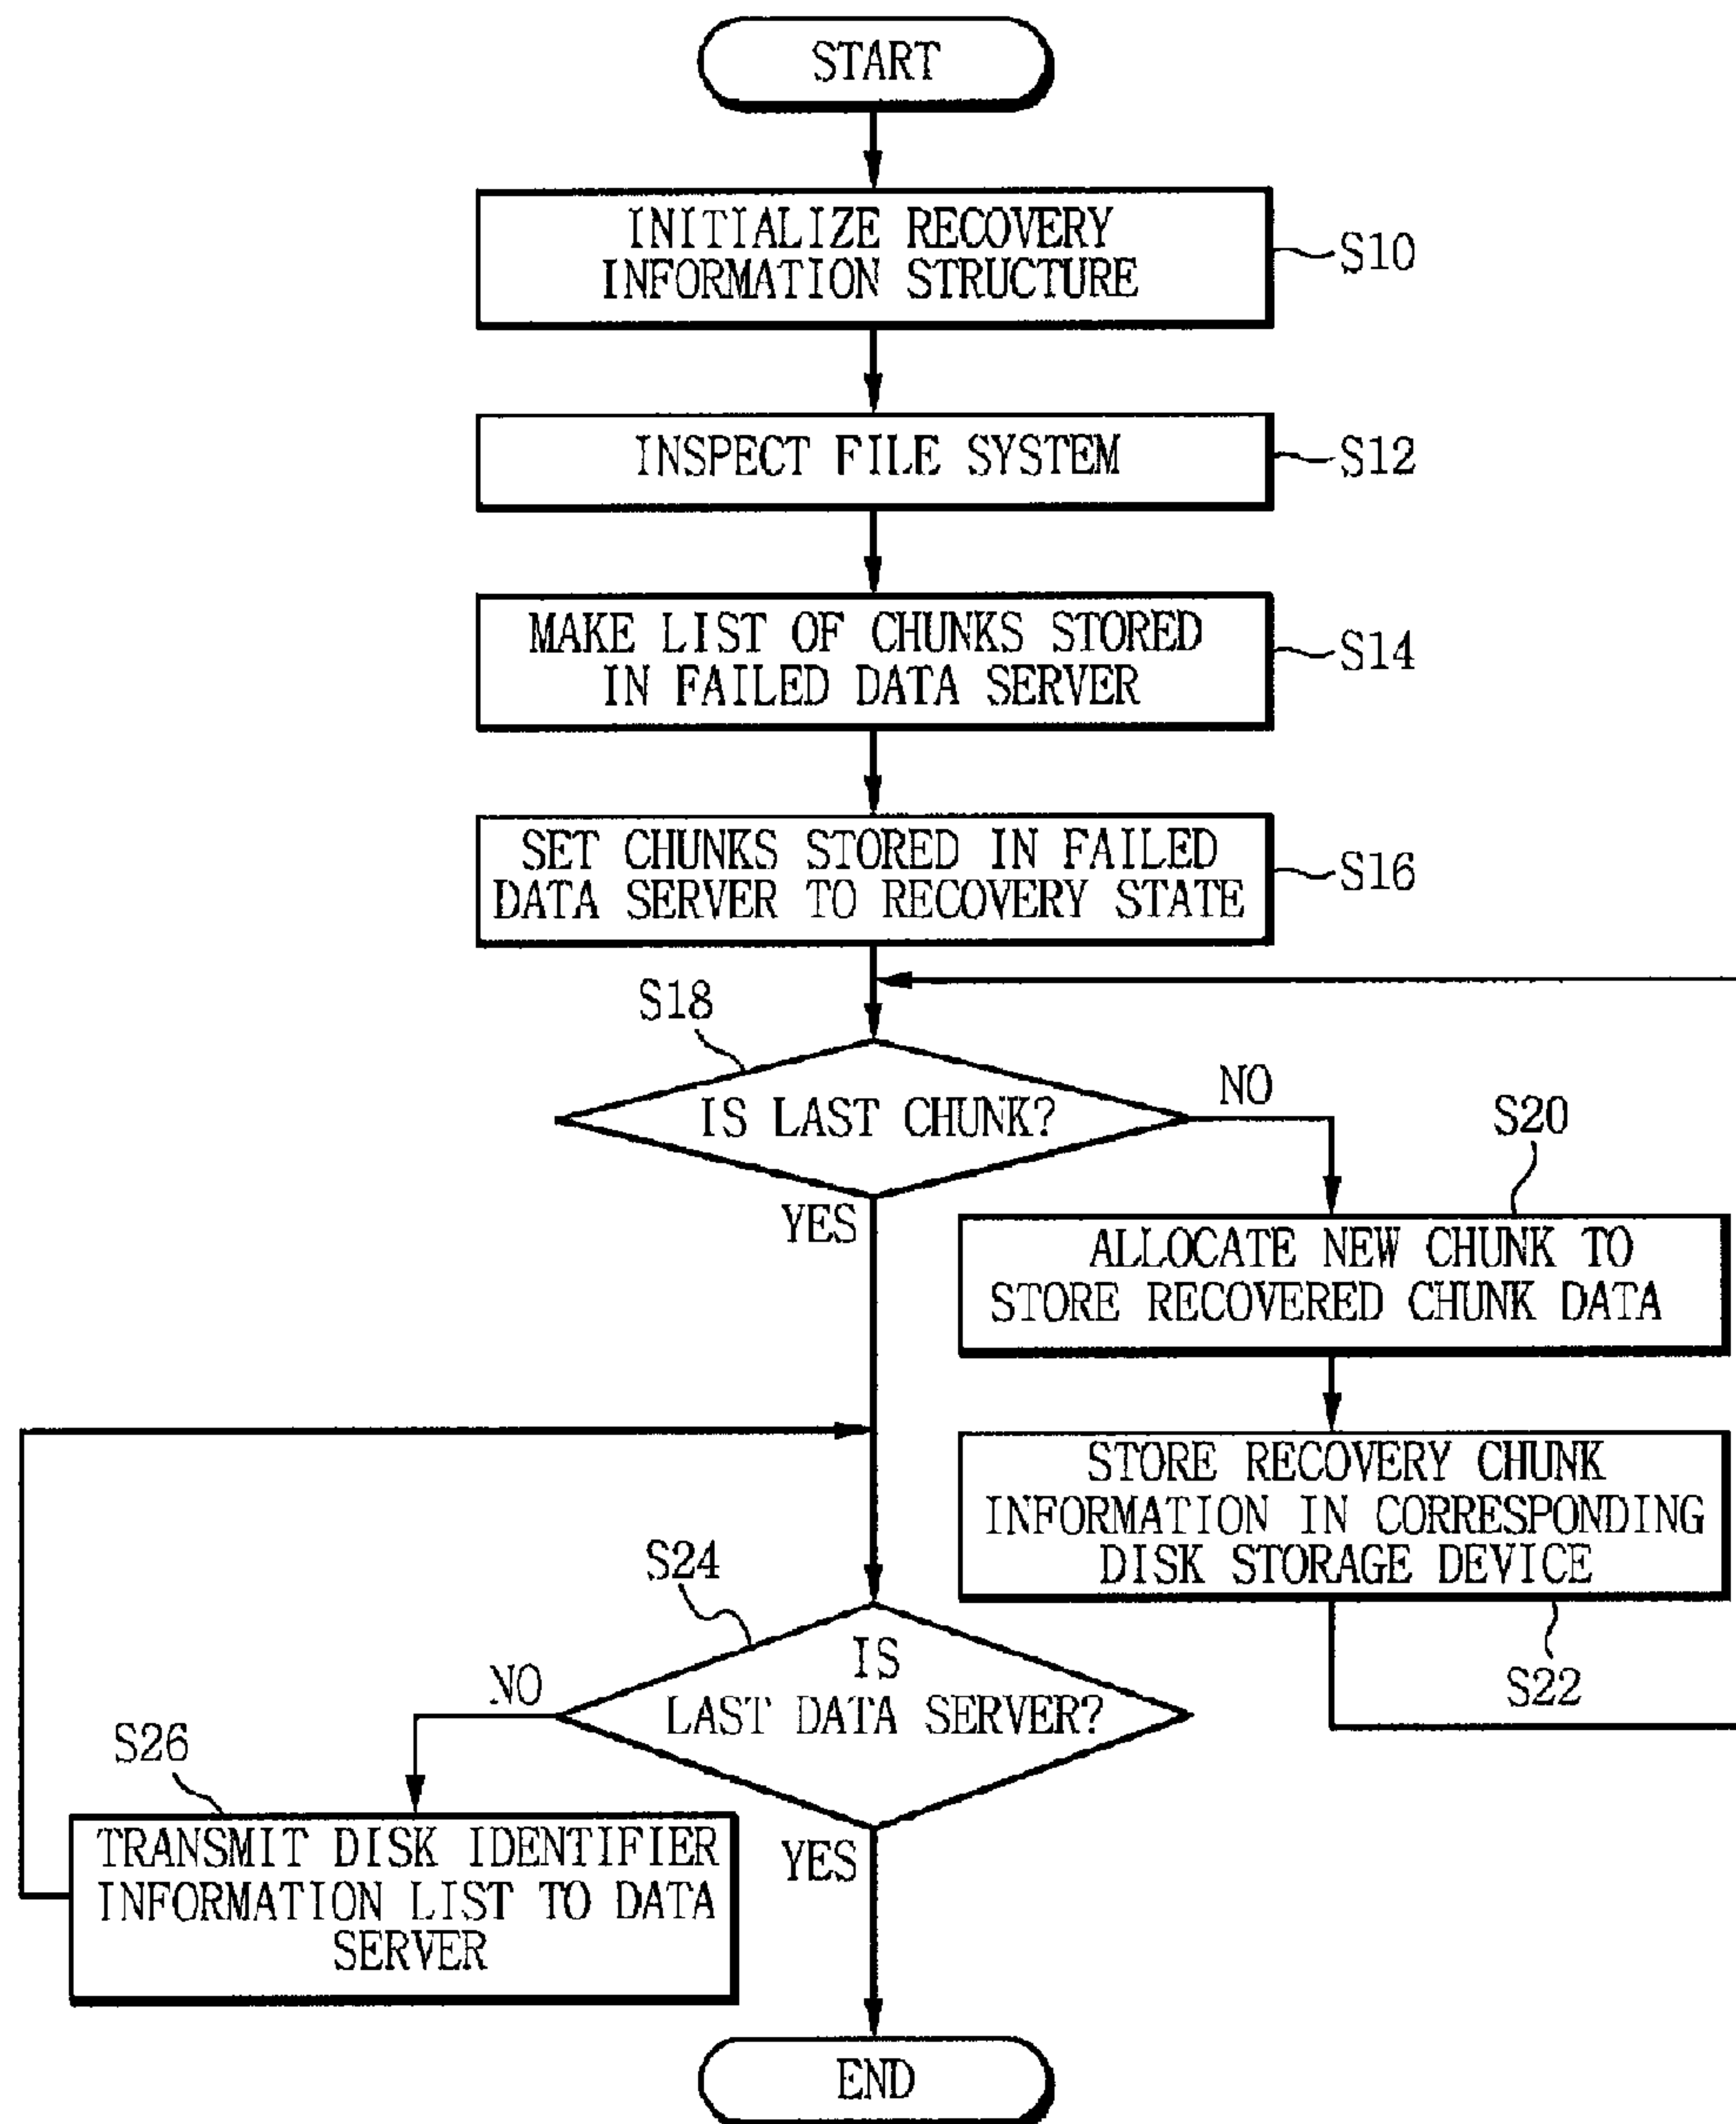 START
INITIALIZE RECOVERY
INFORMATION STRUCTURE
S10
INSPECT FILE SYSTEM
S12
MAKE LIST OF CHUNKS STORED
IN FAILED DATA SERVER
S14
SET CHUNKS STORED IN FAILED
DATA SERVER TO RECOVERY STATE
S16
S18
IS LAST CHUNK?
NO
YES
S20
ALLOCATE NEW CHUNK TO
STORE RECOVERED CHUNK DATA
STORE RECOVERY CHUNK
INFORMATION IN CORRESPONDING
DISK STORAGE DEVICE
S22
S24
IS
LAST DATA SERVER?
NO
YES
S26
TRANSMIT DISK IDENTIFIER
INFORMATION LIST TO DATA
SERVER
END